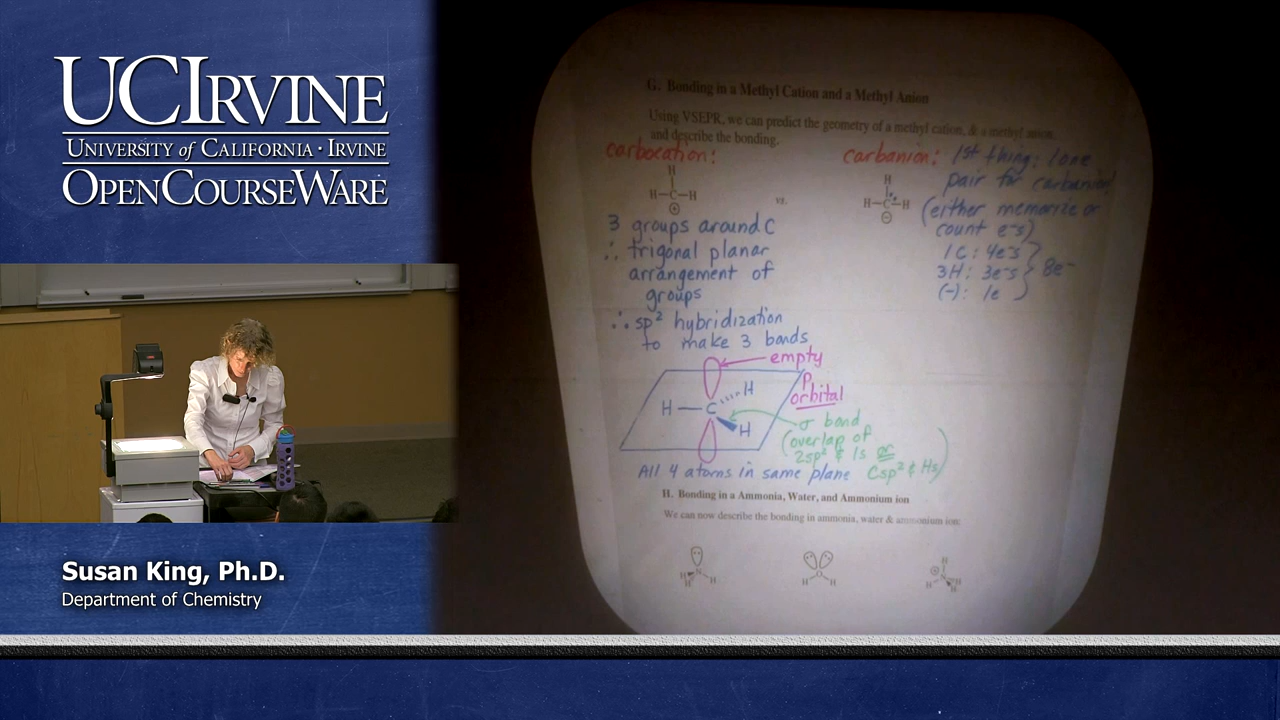 UCIRVINE
UNIVERSITY of CALIFORNIA · IRVINE
OPENCOURSEWARE
Susan King, Ph.D.
Department of Chemistry
G. Bonding in a Methyl Cation and a Methyl Anion
Using VSEPR, we can predict the geometry of a methyl cation, & a methyl anion
and describe the bonding.
carbocation:
H
H—C—H
⊕
vs.
3 groups around C
∴ trigonal planar
arrangement of
groups
∴ sp² hybridization
to make 3 bonds
empty
p
orbital
H—C
H
H
σ bond
(overlap of
2sp² & 1s or
Csp² & Hs)
All 4 atoms in same plane
carbanion: 1st thing: lone
pair for carbanion
(either memorize or
count e-s)
H
H—C—H
⊖
1C: 4e-s
3H: 3e-s } 8e-
(-): 1e
H. Bonding in a Ammonia, Water, and Ammonium ion
We can now describe the bonding in ammonia, water & ammonium ion:
H N H
H
H O H
⊕ H
H N H
H